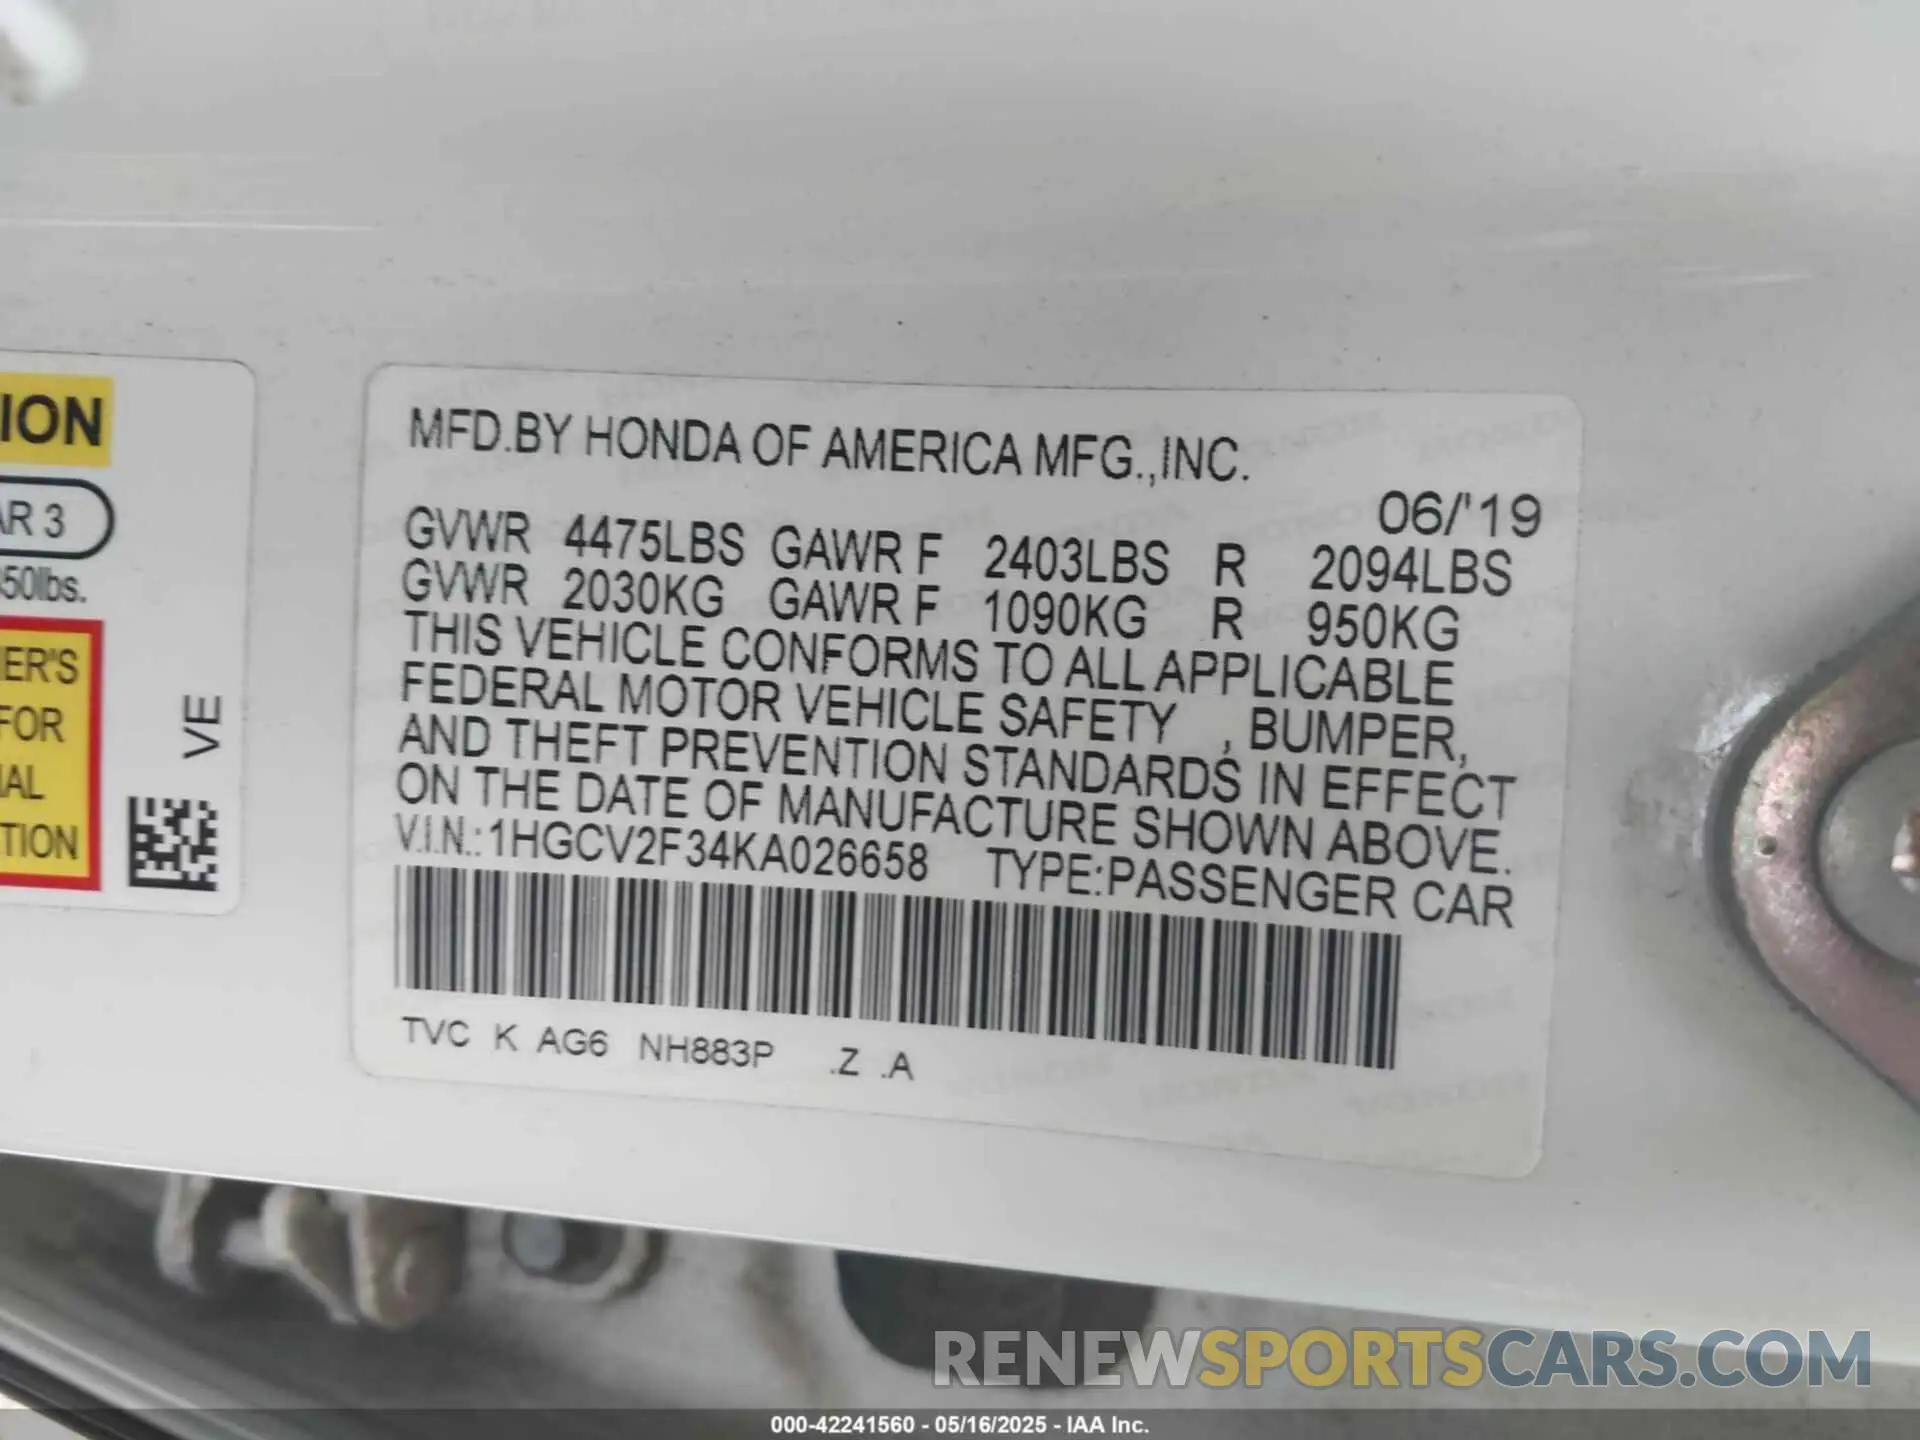 ION
AR 3
50lbs.
ER'S
FOR
IAL
TION
VE
MFD.BY HONDA OF AMERICA MFG.,INC.
06/'19
GVWR 4475LBS GAWR F 2403LBS R 2094LBS
GVWR 2030KG GAWR F 1090KG R 950KG
THIS VEHICLE CONFORMS TO ALL APPLICABLE
FEDERAL MOTOR VEHICLE SAFETY , BUMPER,
AND THEFT PREVENTION STANDARDS IN EFFECT
ON THE DATE OF MANUFACTURE SHOWN ABOVE.
V.I.N.:1HGCV2F34KA026658 TYPE:PASSENGER CAR
TVC K AG6 NH883P .Z .A
RENEWSPORTSCARS.COM
000-42241560 - 05/16/2025 - IAA Inc.